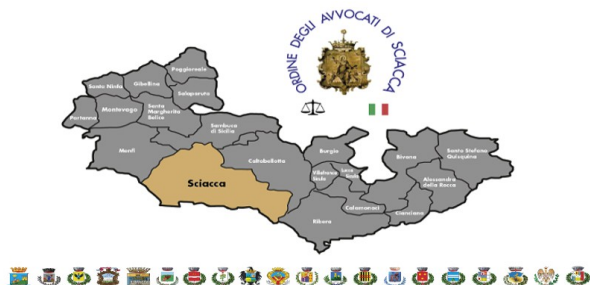 ORDINE DEGLI AVVOCATI DI SCIACCA
Poggioreale
Santa Ninfa
Gibellina
Salaparuta
Partanna
Montevago
Santa
Margherita
Belice
Sambuca
di Sicilia
Menfi
Caltabellotta
Sciacca
Burgio
Villafranca
Sicula
Lucca
Sicula
Bivona
Santo Stefano
Quisquina
Alessandria
della Rocca
Calamonaci
Cianciana
Ribera